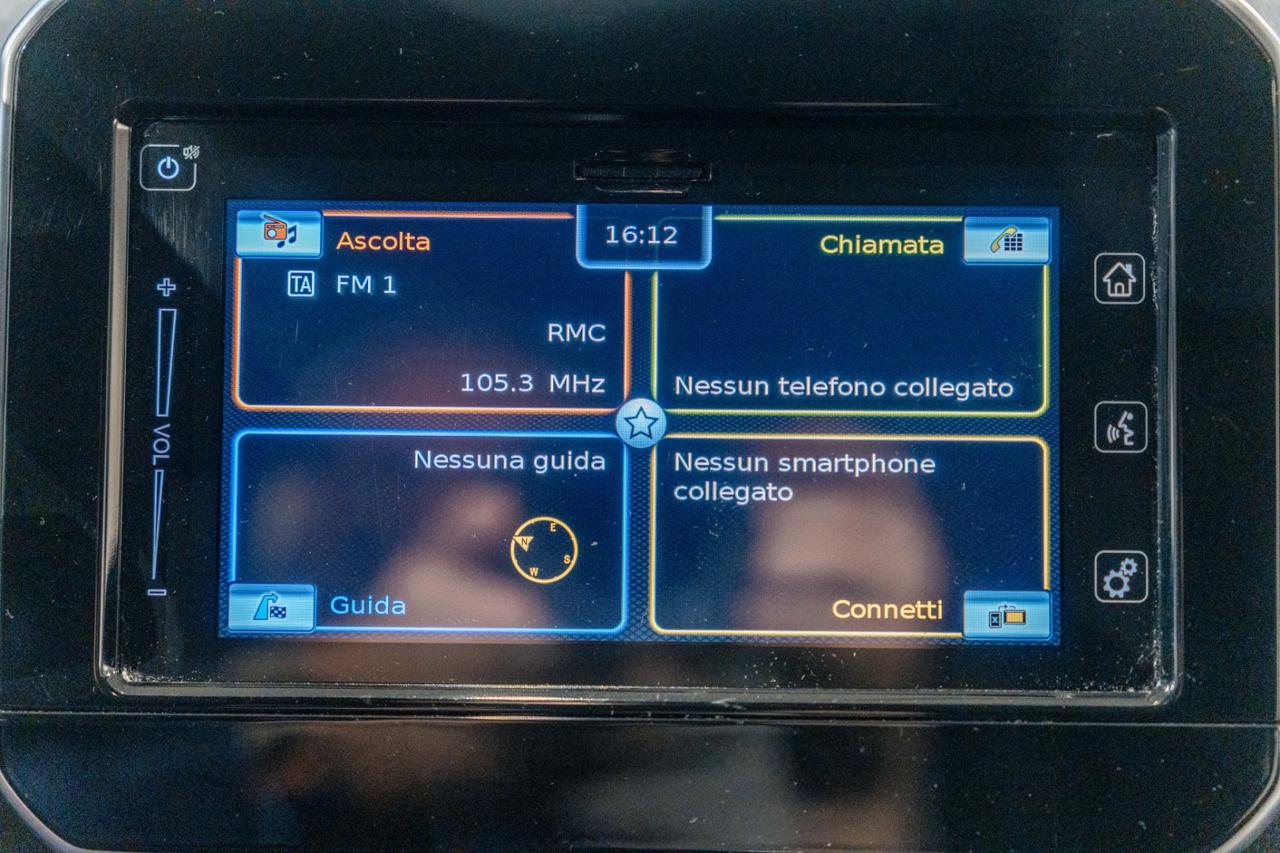 16:12
Ascolta
TA FM 1
RMC
105.3 MHz
Chiamata
Nessun telefono collegato
Nessuna guida
N E S W
Guida
Nessun smartphone
collegato
Connetti
+
VOL
-